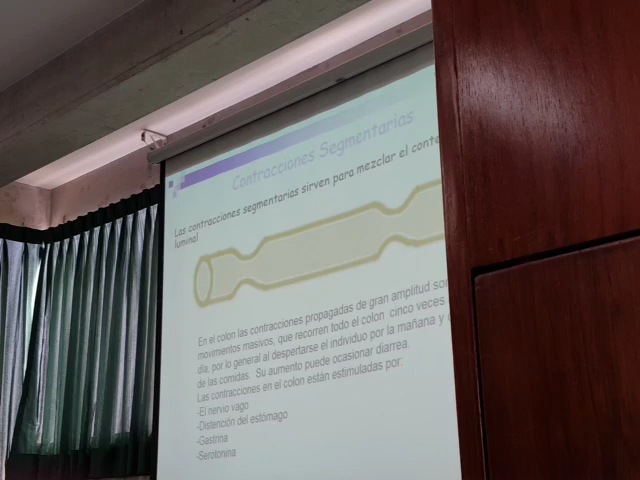 Contracciones Segmentarias
Las contracciones segmentarias sirven para mezclar el conte
luminal
En el colon las contracciones propagadas de gran amplitud son
movimientos masivos, que recorren todo el colon cinco veces
día, por lo general al despertarse el individuo por la mañana y
de las comidas. Su aumento puede ocasionar diarrea.
Las contracciones en el colon están estimuladas por:
-El nervio vago
-Distención del estómago
-Gastrina
-Serotonina